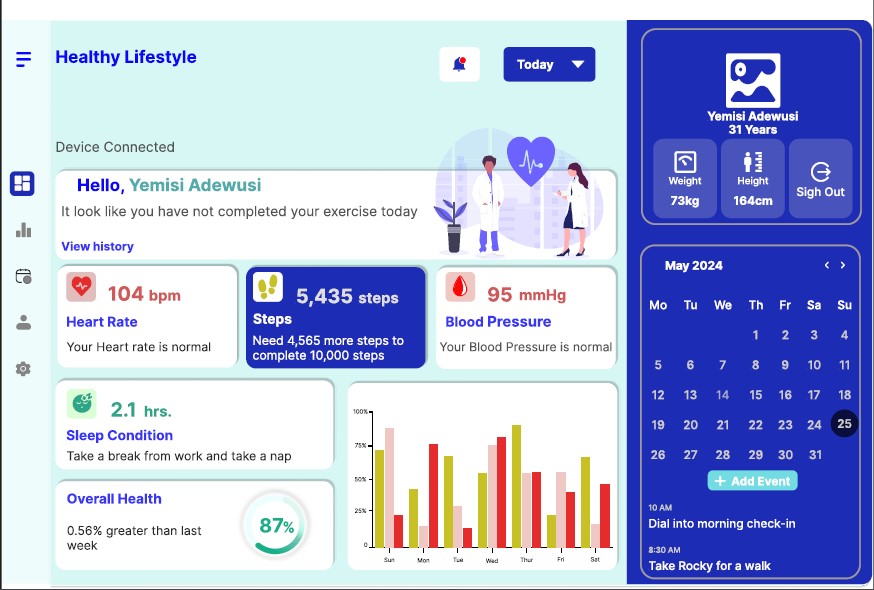 Healthy Lifestyle
Today
Device Connected
Hello, Yemisi Adewusi
It look like you have not completed your exercise today
View history
104 bpm
Heart Rate
Your Heart rate is normal
5,435 steps
Steps
Need 4,565 more steps to
complete 10,000 steps
95 mmHg
Blood Pressure
Your Blood Pressure is normal
2.1 hrs.
Sleep Condition
Take a break from work and take a nap
Overall Health
0.56% greater than last
week
87%
100%
75%
50%
25%
0
Sun Mon Tue Wed Thur Fri Sat
Yemisi Adewusi
31 Years
Weight
73kg
Height
164cm
Sigh Out
May 2024
Mo Tu We Th Fr Sa Su
1 2 3 4
5 6 7 8 9 10 11
12 13 14 15 16 17 18
19 20 21 22 23 24 25
26 27 28 29 30 31
+ Add Event
10 AM
Dial into morning check-in
8:30 AM
Take Rocky for a walk